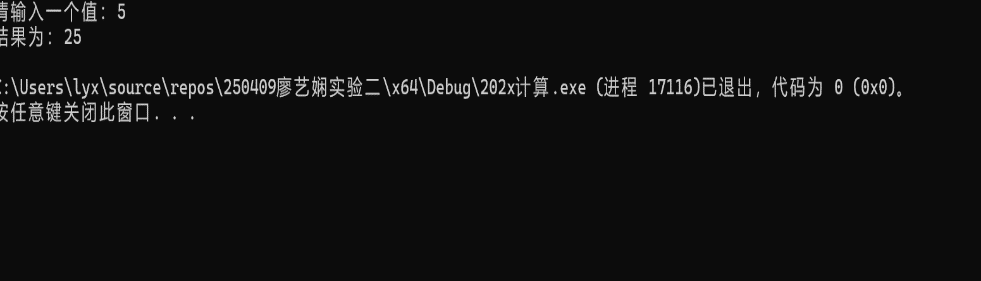 请输入一个值: 5
结果为: 25
C:\Users\lyx\source\repos\250409廖艺娴实验二\x64\Debug\202x计算.exe (进程 17116)已退出，代码为 0 (0x0)。
按任意键关闭此窗口. . .